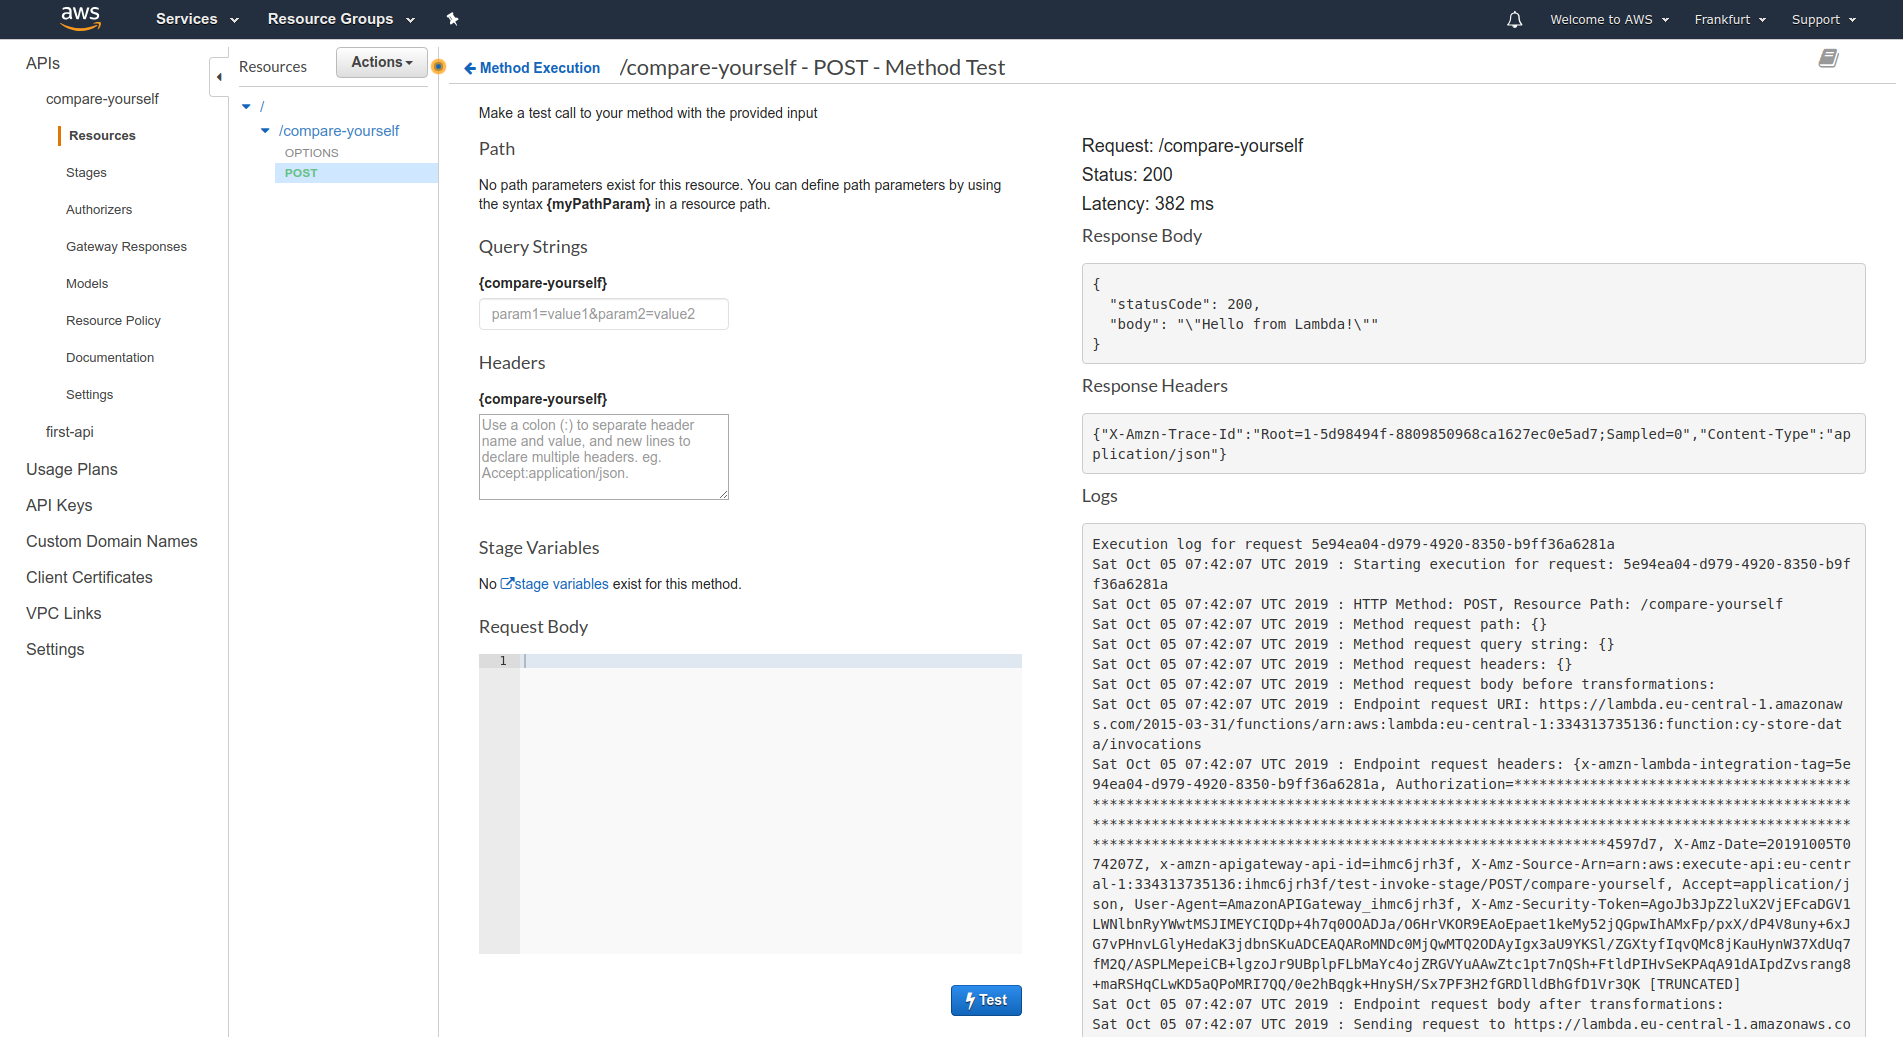 aws
Services
Resource Groups
Welcome to AWS
Frankfurt
Support
APIs
compare-yourself
Resources
Stages
Authorizers
Gateway Responses
Models
Resource Policy
Documentation
Settings
first-api
Usage Plans
API Keys
Custom Domain Names
Client Certificates
VPC Links
Settings
Resources
Actions
/
/compare-yourself
OPTIONS
POST
Method Execution
/compare-yourself - POST - Method Test
Make a test call to your method with the provided input
Path
No path parameters exist for this resource. You can define path parameters by using
the syntax {myPathParam} in a resource path.
Query Strings
{compare-yourself}
param1=value1&param2=value2
Headers
{compare-yourself}
Use a colon (:) to separate header
name and value, and new lines to
declare multiple headers. eg.
Accept:application/json.
Stage Variables
No stage variables exist for this method.
Request Body
1
Test
Request: /compare-yourself
Status: 200
Latency: 382 ms
Response Body
{
"statusCode": 200,
"body": "\"Hello from Lambda!\""
}
Response Headers
{"X-Amzn-Trace-Id":"Root=1-5d98494f-8809850968ca1627ec0e5ad7;Sampled=0","Content-Type":"ap
plication/json"}
Logs
Execution log for request 5e94ea04-d979-4920-8350-b9ff36a6281a
Sat Oct 05 07:42:07 UTC 2019 : Starting execution for request: 5e94ea04-d979-4920-8350-b9f
f36a6281a
Sat Oct 05 07:42:07 UTC 2019 : HTTP Method: POST, Resource Path: /compare-yourself
Sat Oct 05 07:42:07 UTC 2019 : Method request path: {}
Sat Oct 05 07:42:07 UTC 2019 : Method request query string: {}
Sat Oct 05 07:42:07 UTC 2019 : Method request headers: {}
Sat Oct 05 07:42:07 UTC 2019 : Method request body before transformations:
Sat Oct 05 07:42:07 UTC 2019 : Endpoint request URI: https://lambda.eu-central-1.amazonaw
s.com/2015-03-31/functions/arn:aws:lambda:eu-central-1:334313735136:function:cy-store-dat
a/invocations
Sat Oct 05 07:42:07 UTC 2019 : Endpoint request headers: {x-amzn-lambda-integration-tag=5e
94ea04-d979-4920-8350-b9ff36a6281a, Authorization=****************************************
******************************************************************************************
******************************************************************************************
*************************************************************4597d7, X-Amz-Date=20191005T0
74207Z, x-amzn-apigateway-api-id=ihmc6jrh3f, X-Amz-Source-Arn=arn:aws:execute-api:eu-centr
al-1:334313735136:ihmc6jrh3f/test-invoke-stage/POST/compare-yourself, Accept=application/j
son, User-Agent=AmazonAPIGateway_ihmc6jrh3f, X-Amz-Security-Token=AgoJb3JpZ2luX2VjEFcaDGV1
LWNlbnRyYWwtMSJIMEYCIQDp+4h7q0OOADJa/O6HrVKOR9EAoEpaet1keMy52jQGpwIhAMxFp/pxX/dP4V8uny+6xJ
G7vPHnvLGlyHedaK3jdbnSKuADCEAQARoMNDc0MjQwMTQ2ODAyIgx3aU9YKSl/ZGXtyfIqvQMc8jKauHynW37XdUq7
fM2Q/ASPLMepeiCB+lgzoJr9UBplpFLbMaYc4ojZRGVYuAAwZtc1pt7nQSh+FtldPIHvSeKPAqA91dAIpdZvsrang8
+maRSHqCLwKD5aQPoMRI7QQ/0e2hBqgk+HnySH/Sx7PF3H2fGRDlldBhGfD1Vr3QK [TRUNCATED]
Sat Oct 05 07:42:07 UTC 2019 : Endpoint request body after transformations:
Sat Oct 05 07:42:07 UTC 2019 : Sending request to https://lambda.eu-central-1.amazonaws.co